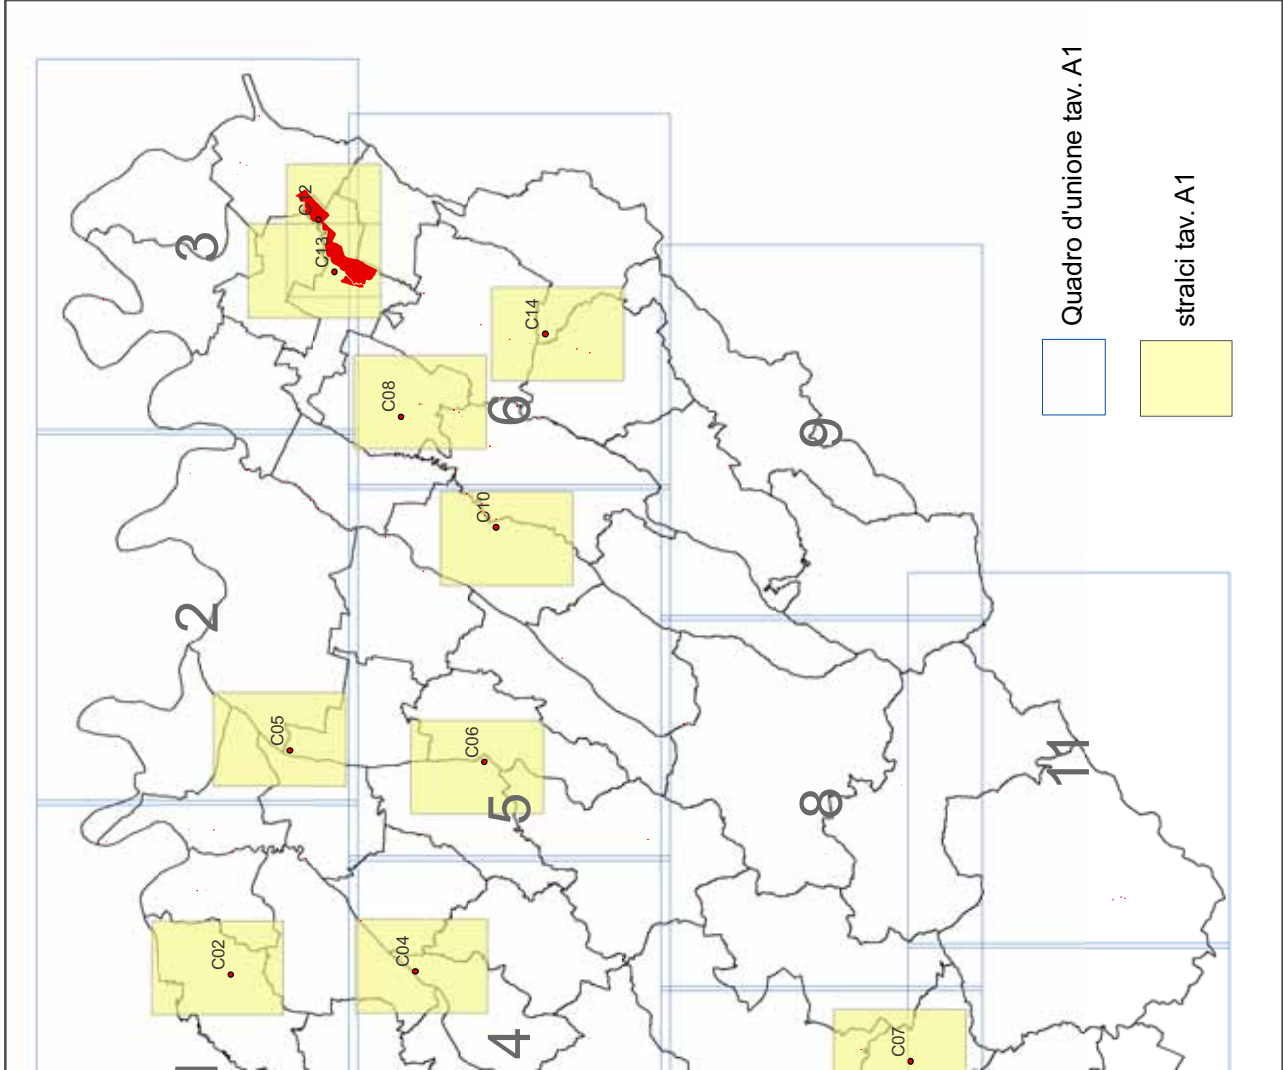 3
C12
C13
C14
C08
6
9
C10
2
C05
C06
5
8
11
C02
C04
4
C07
Quadro d'unione tav. A1
stralci tav. A1